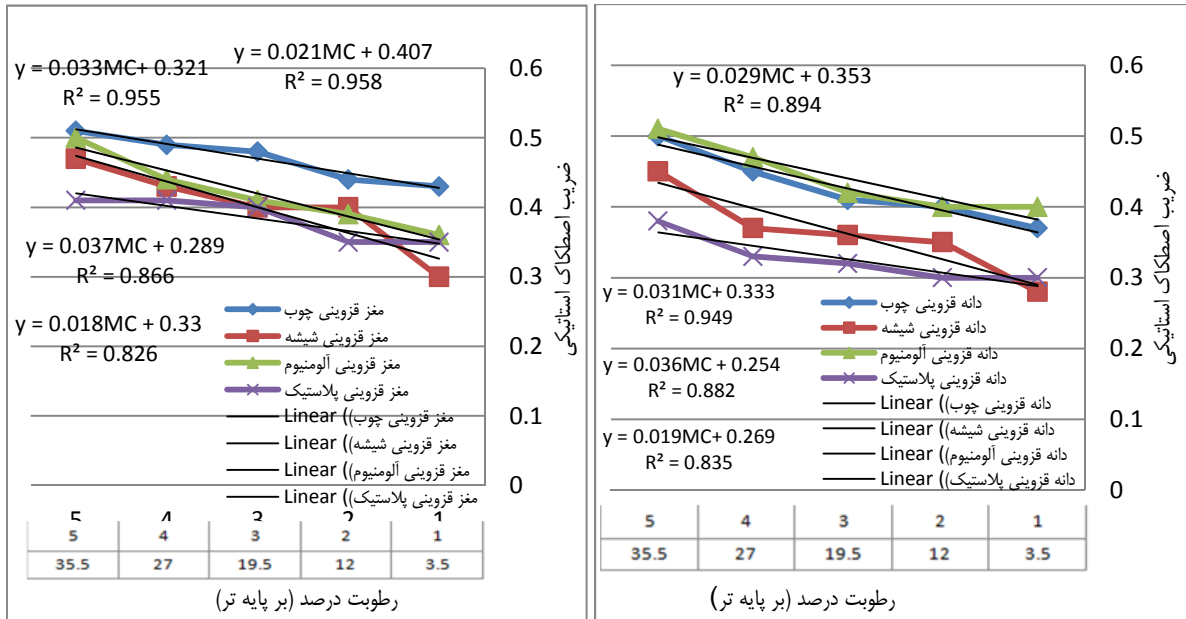 y = 0.021MC + 0.407
R² = 0.958
y = 0.033MC+ 0.321
R² = 0.955
y = 0.037MC + 0.289
R² = 0.866
y = 0.018MC + 0.33
R² = 0.826
0.6
0.5
0.4
0.3
0.2
0.1
0
ضریب اصطکاک استاتیکی
مغز قزوینی چوب
مغز قزوینی شیشه
مغز قزوینی آلومنیوم
مغز قزوینی پلاستیک
Linear ((مغز قزوینی چوب
Linear ((مغز قزوینی شیشه
Linear ((مغز قزوینی آلومنیوم
Linear ((مغز قزوینی پلاستیک
5 4 3 2 1
5 4 3 2 1
35.5 27 19.5 12 3.5
رطوبت درصد (بر پایه تر)
y = 0.029MC + 0.353
R² = 0.894
y = 0.031MC+ 0.333
R² = 0.949
y = 0.036MC + 0.254
R² = 0.882
y = 0.019MC+ 0.269
R² = 0.835
0.6
0.5
0.4
0.3
0.2
0.1
0
ضریب اصطکاک استاتیکی
دانه قزوینی چوب
دانه قزوینی شیشه
دانه قزوینی آلومنیوم
دانه قزوینی پلاستیک
Linear ((دانه قزوینی چوب
Linear ((دانه قزوینی شیشه
Linear ((دانه قزوینی آلومنیوم
Linear ((دانه قزوینی پلاستیک
5 4 3 2 1
35.5 27 19.5 12 3.5
رطوبت درصد (بر پایه تر)